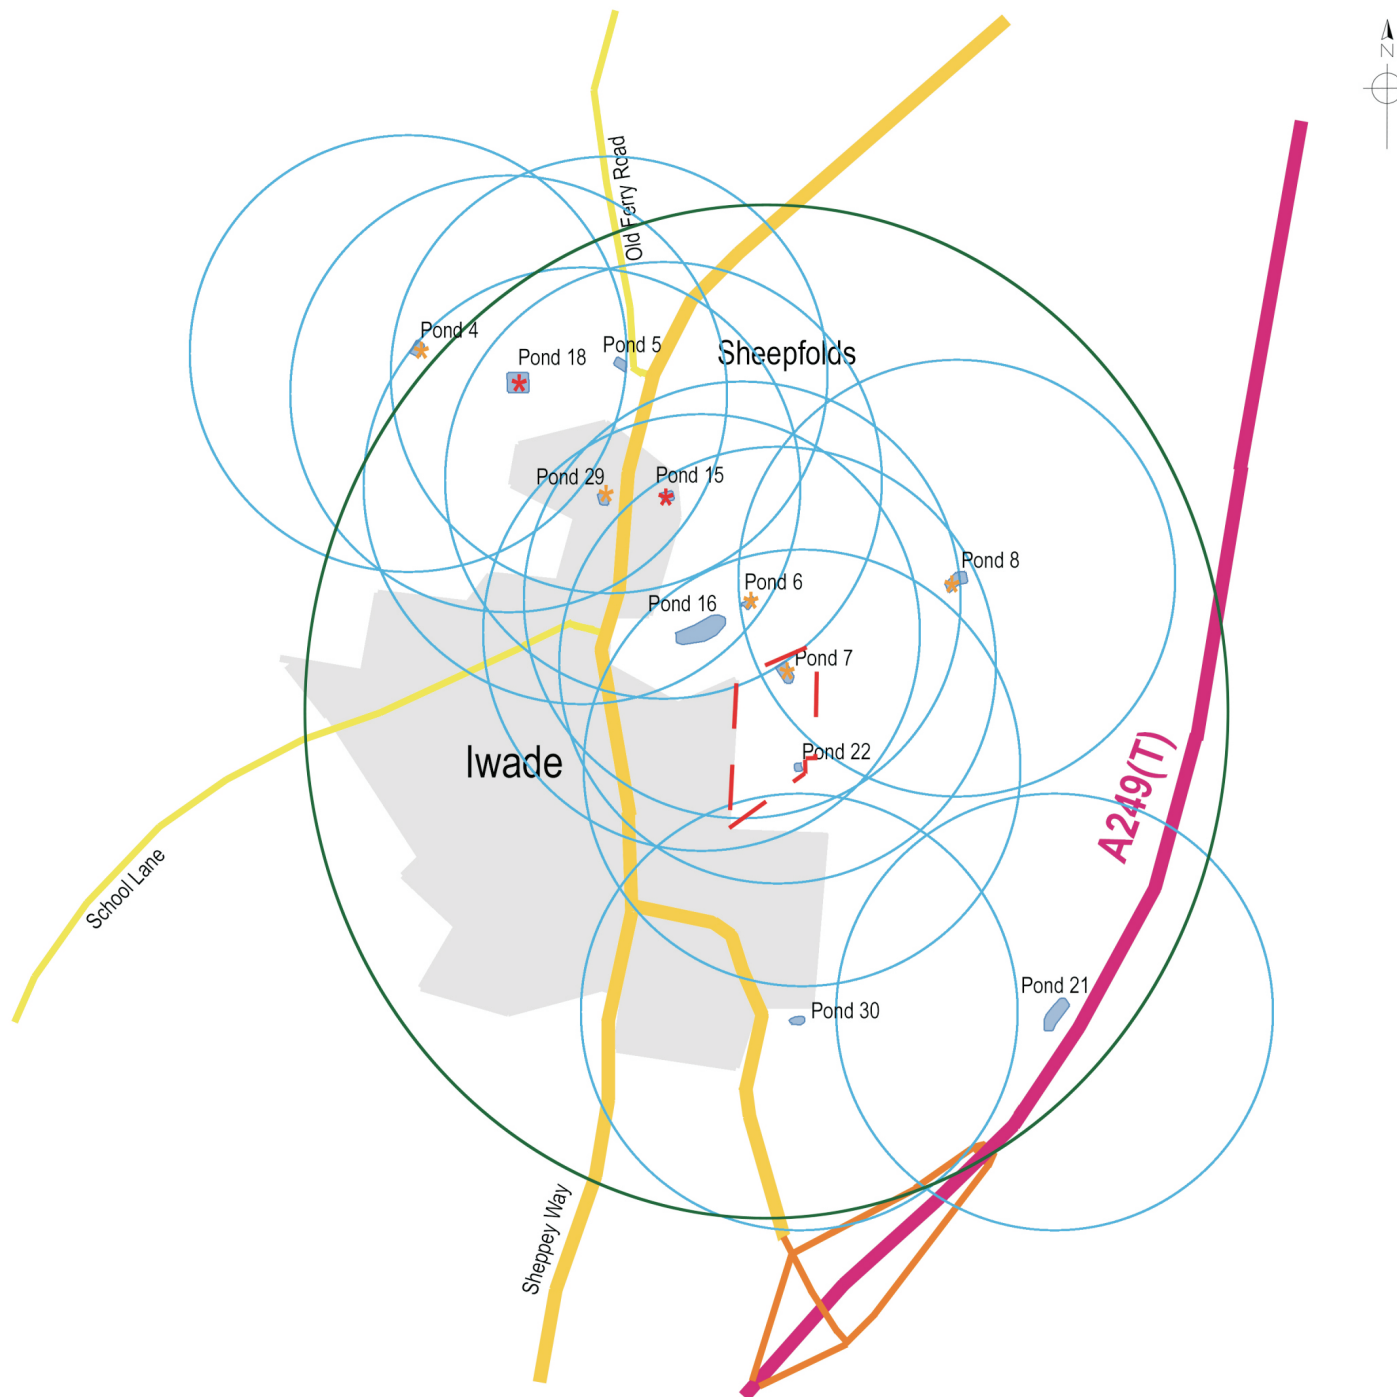 N
Old Ferry Road
Pond 4
Pond 5
Pond 18
Sheepfolds
Pond 29
Pond 15
Pond 8
Pond 6
Pond 16
Pond 7
Pond 22
Iwade
A249(T)
School Lane
Pond 21
Pond 30
Sheppey Way